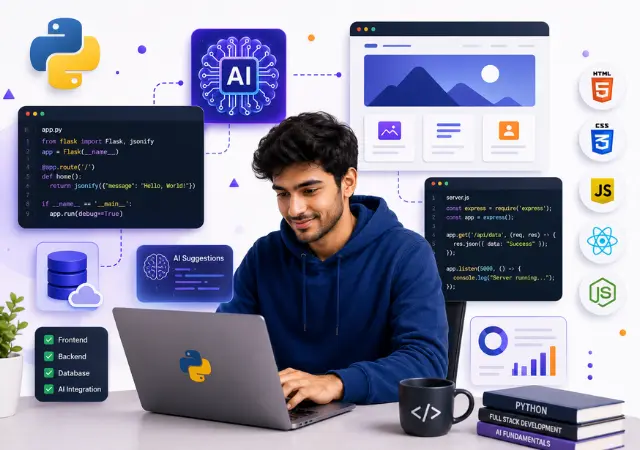 AI
HTML
5
CSS
3
JS
JS
app.py
from flask import Flask, jsonify
app = Flask(__name__)
@app.route('/')
def home():
return jsonify({"message": "Hello, World!"})
if __name__ == '__main__':
app.run(debug==True)
server.js
const express = require('express');
const app = express();
app.get('/api/data', (req, res) => {
res.json({ data: "Success" });
});
app.listen(5000, () => {
console.log("Server running...");
});
AI Suggestions
Frontend
Backend
Database
AI Integration
</>
PYTHON
FULL STACK DEVELOPMENT
AI FUNDAMENTALS